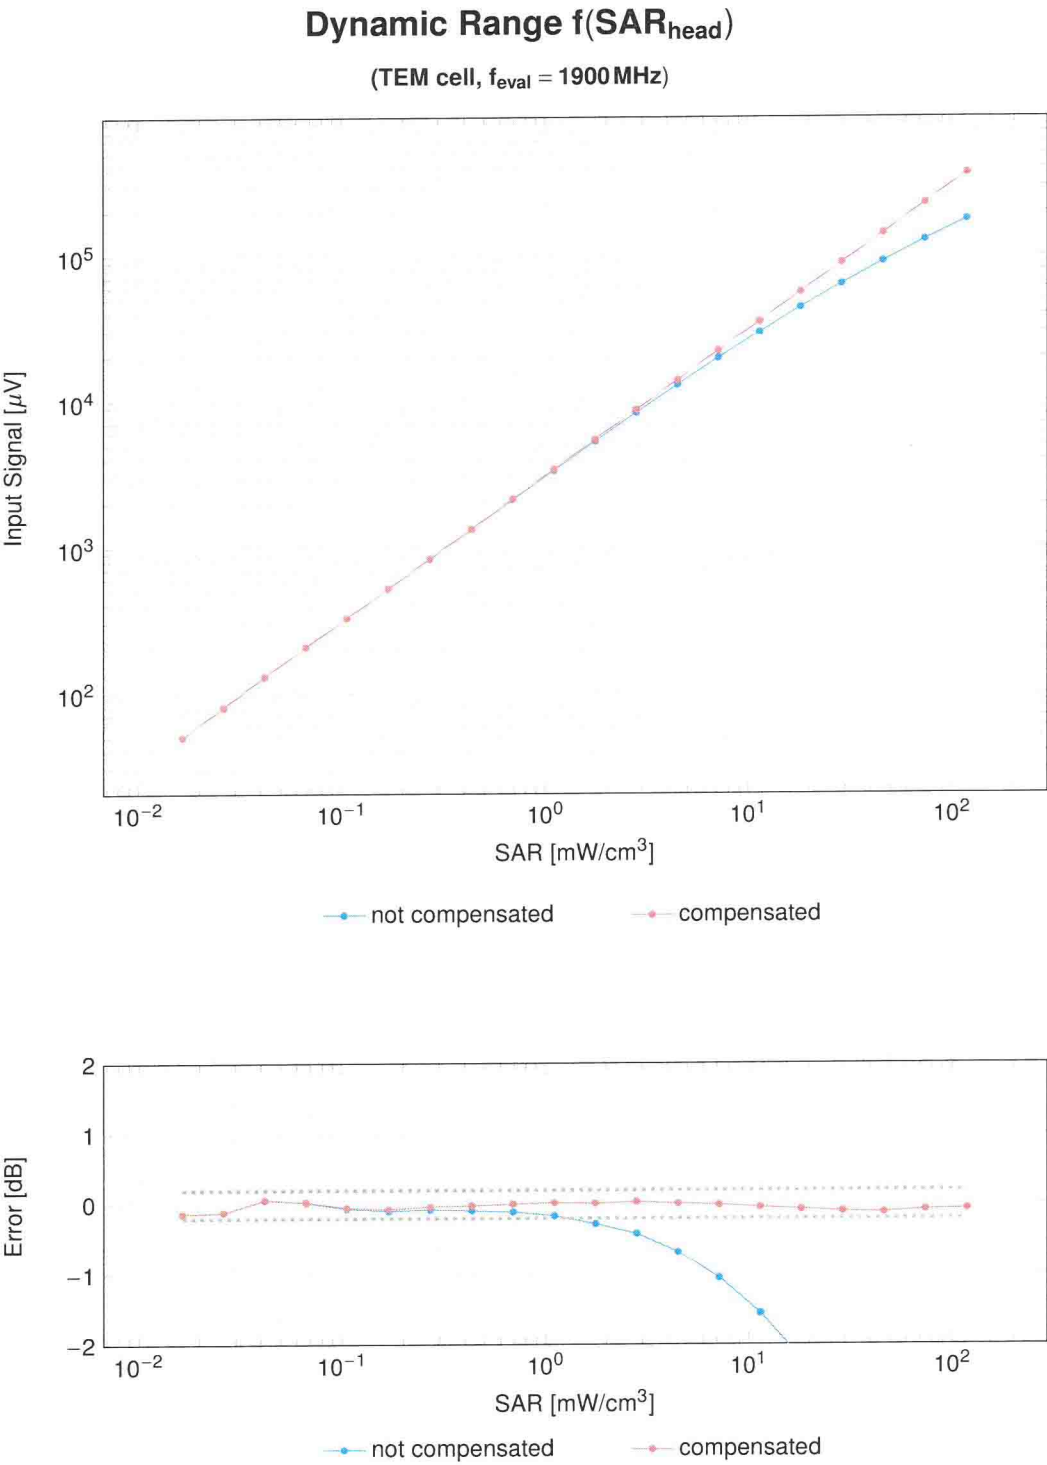 Dynamic Range f(SAR_head)
(TEM cell, f_eval = 1900 MHz)
Input Signal [μV]
10^5
10^4
10^3
10^2
10^−2 10^−1 10^0 10^1 10^2
SAR [mW/cm^3]
not compensated compensated
Error [dB]
2
1
0
−1
−2
10^−2 10^−1 10^0 10^1 10^2
SAR [mW/cm^3]
not compensated compensated